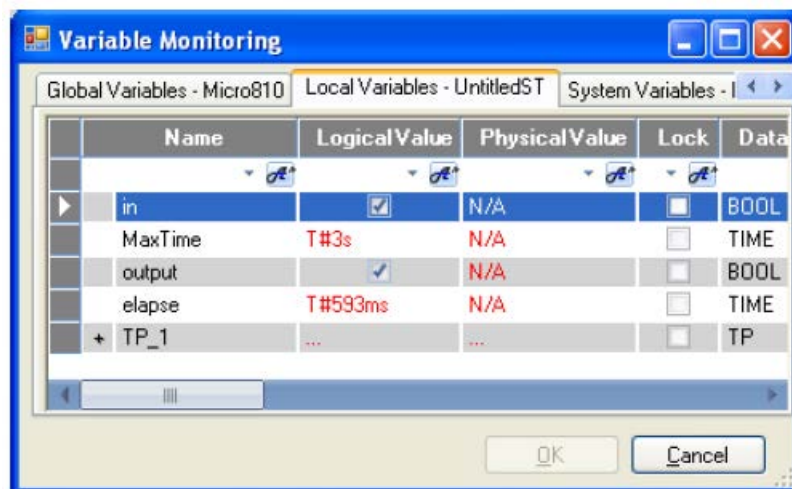 Variable Monitoring
Global Variables - Micro810 Local Variables - UntitledST System Variables - 
Name Logical Value Physical Value Lock Data
in N/A BOOL
MaxTime T#3s N/A TIME
output N/A BOOL
elapse T#593ms N/A TIME
+ TP_1 ... ... TP
OK Cancel